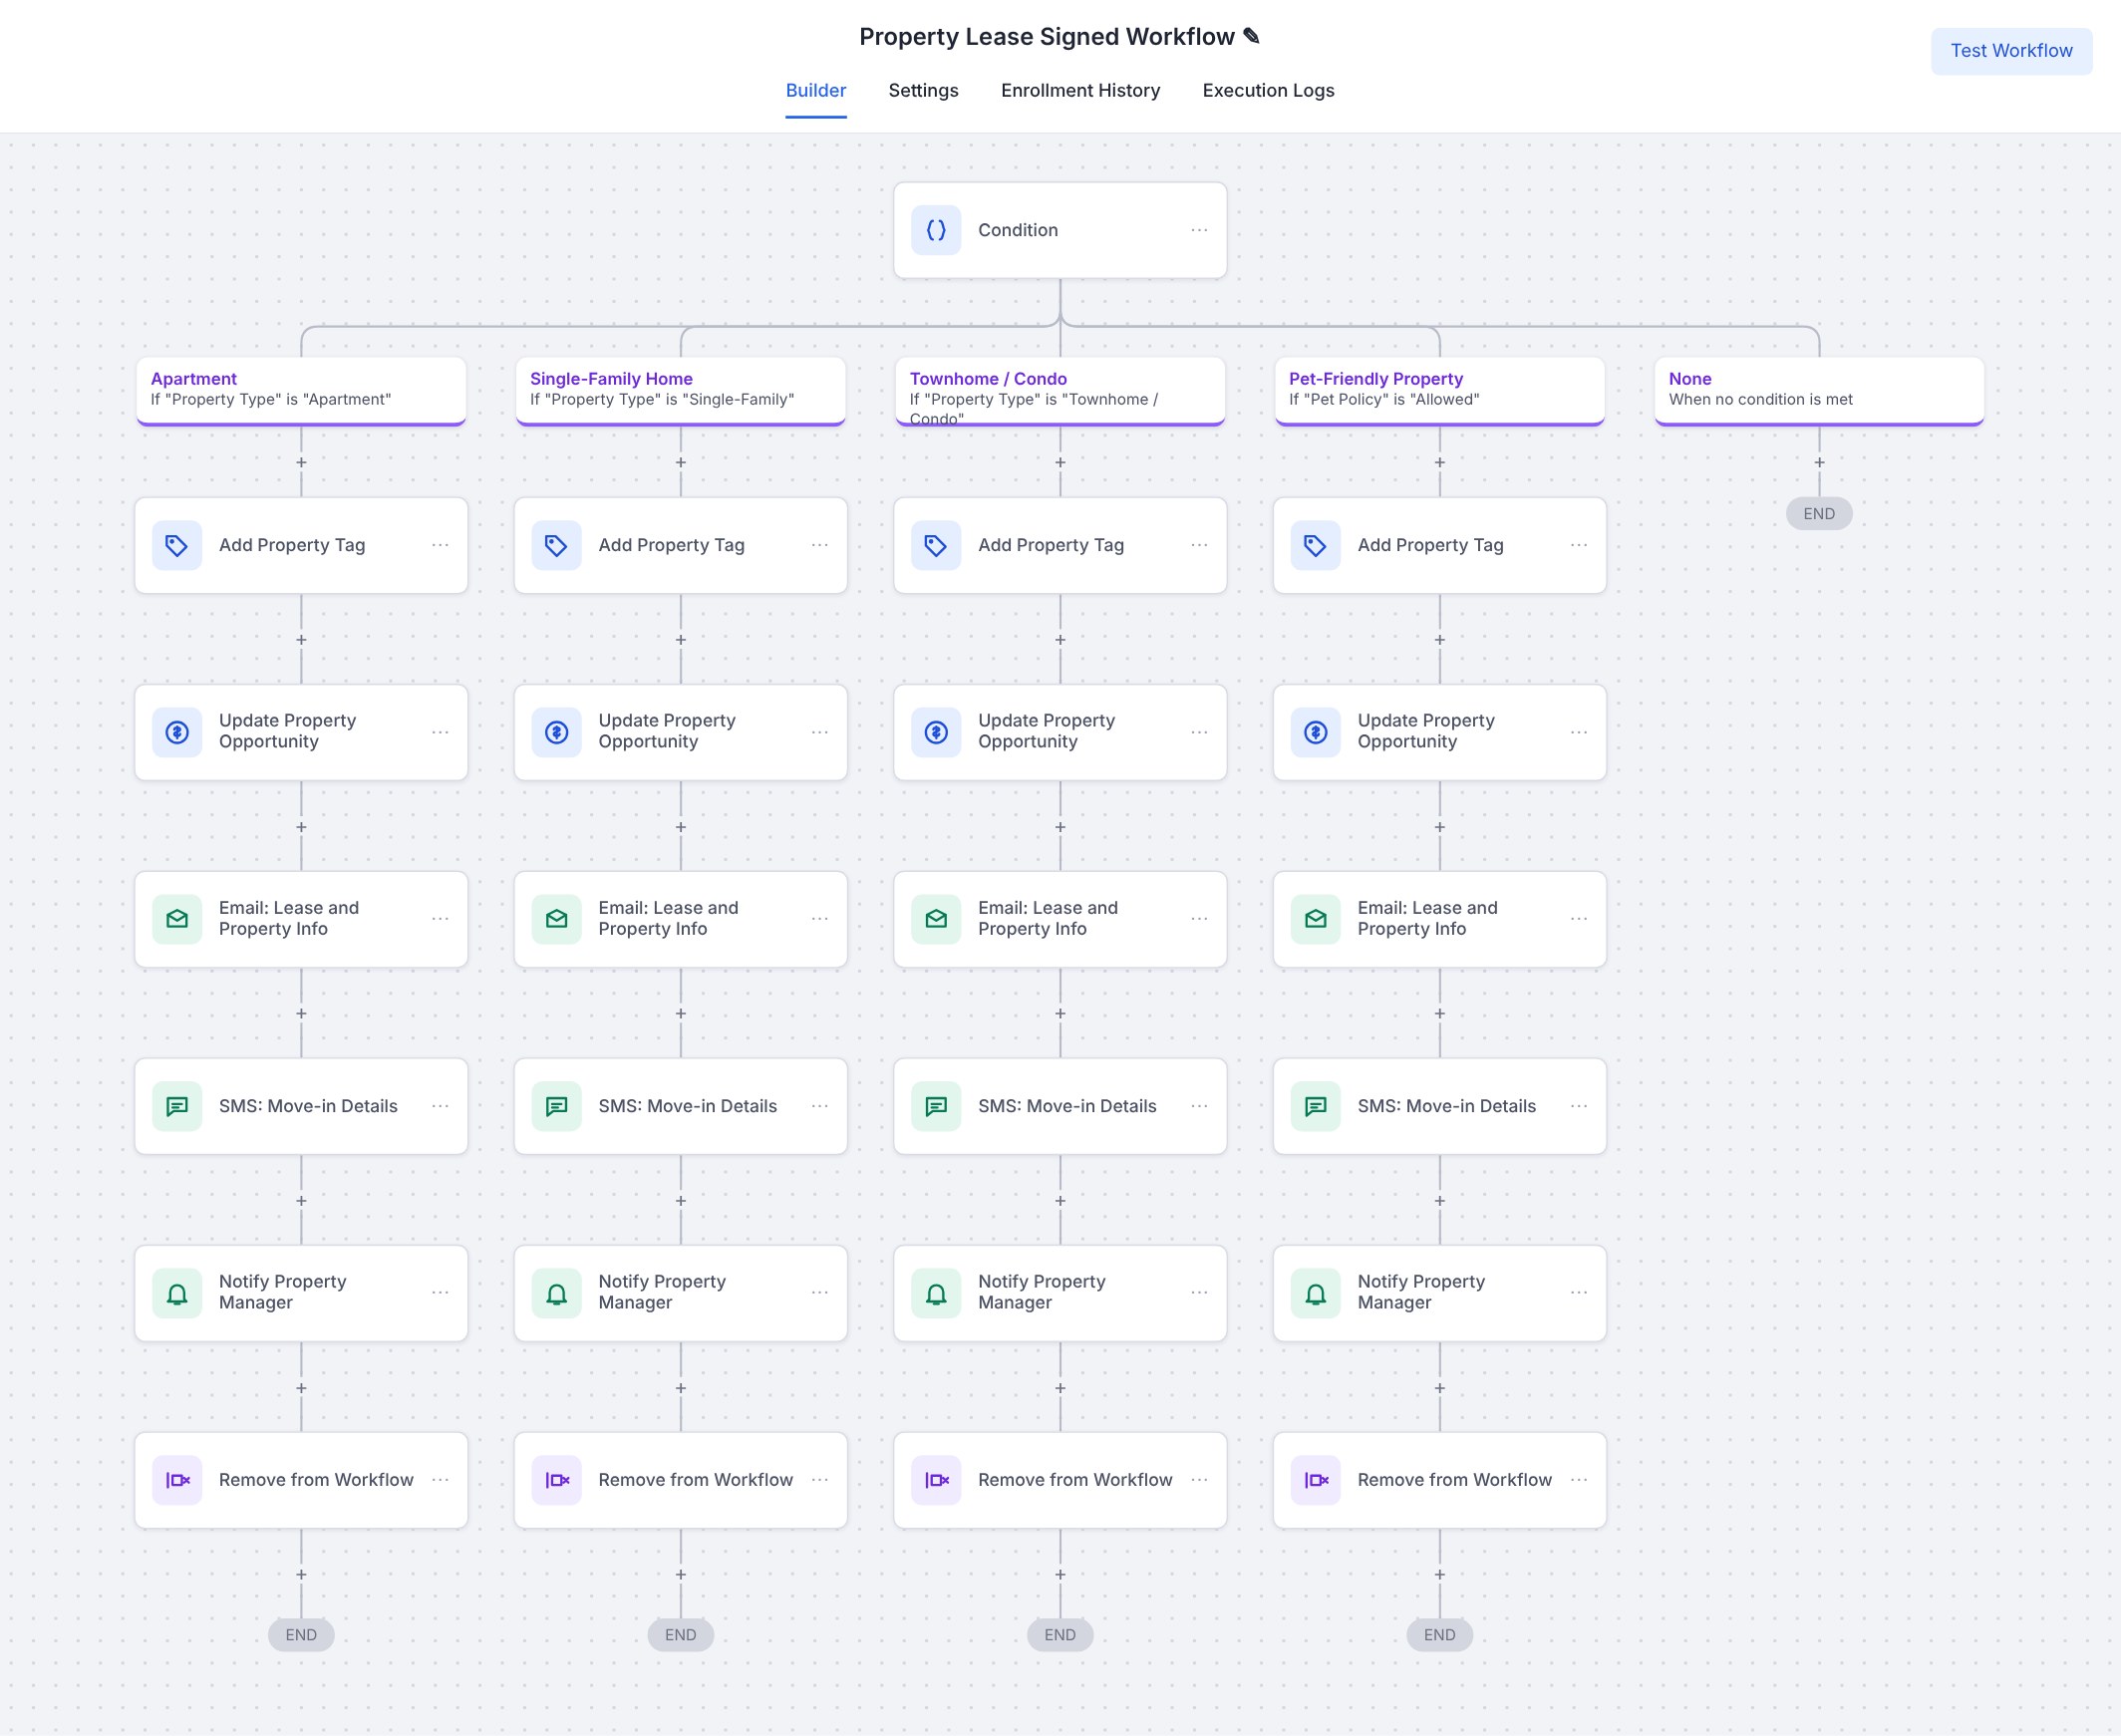 Property Lease Signed Workflow ✎
Test Workflow
Builder
Settings
Enrollment History
Execution Logs
Condition
Apartment
If "Property Type" is "Apartment"
Single-Family Home
If "Property Type" is "Single-Family"
Townhome / Condo
If "Property Type" is "Townhome /
Condo"
Pet-Friendly Property
If "Pet Policy" is "Allowed"
None
When no condition is met
Add Property Tag
Add Property Tag
Add Property Tag
Add Property Tag
END
Update Property
Opportunity
Update Property
Opportunity
Update Property
Opportunity
Update Property
Opportunity
Email: Lease and
Property Info
Email: Lease and
Property Info
Email: Lease and
Property Info
Email: Lease and
Property Info
SMS: Move-in Details
SMS: Move-in Details
SMS: Move-in Details
SMS: Move-in Details
Notify Property
Manager
Notify Property
Manager
Notify Property
Manager
Notify Property
Manager
Remove from Workflow
Remove from Workflow
Remove from Workflow
Remove from Workflow
END
END
END
END